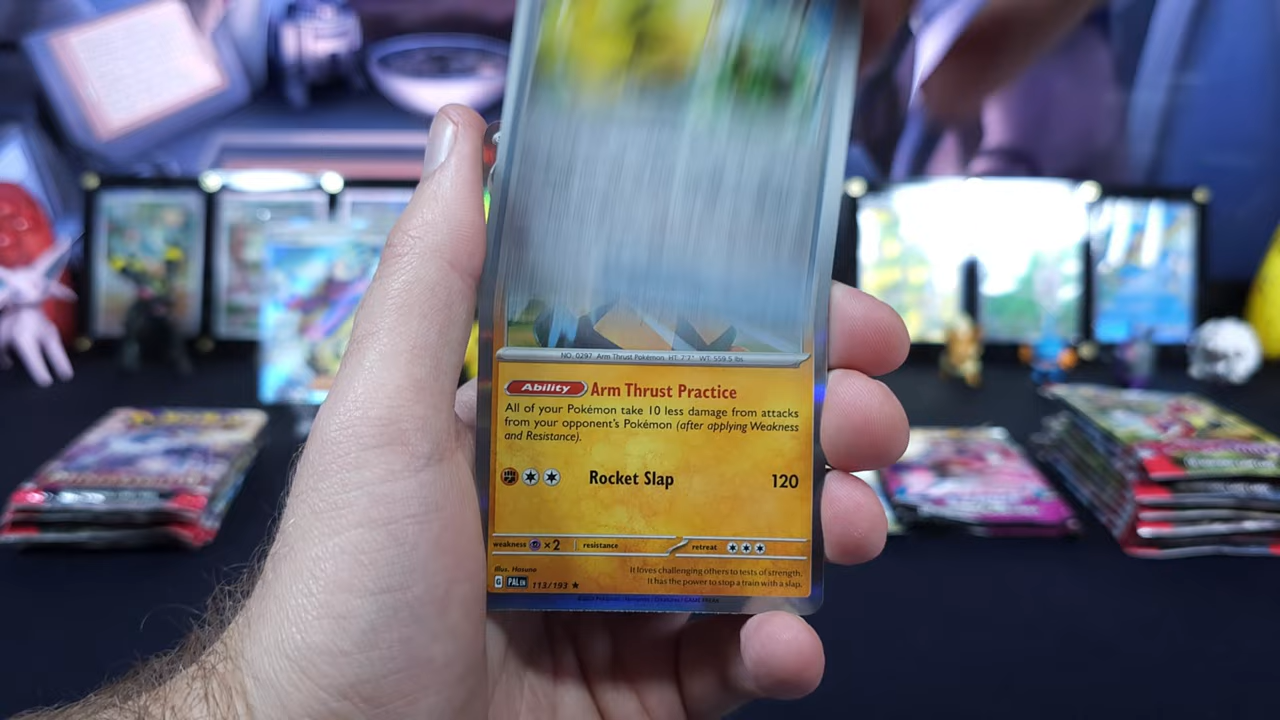 NO. 0297 Arm Thrust Pokémon HT: 7'7" WT: 559.5 lbs
Ability Arm Thrust Practice
All of your Pokémon take 10 less damage from attacks
from your opponent's Pokémon (after applying Weakness
and Resistance).
Rocket Slap 120
weakness ×2 resistance retreat
Illus. Hasuno
It loves challenging others to tests of strength.
It has the power to stop a train with a slap.
G PAL EN 113/193 ★